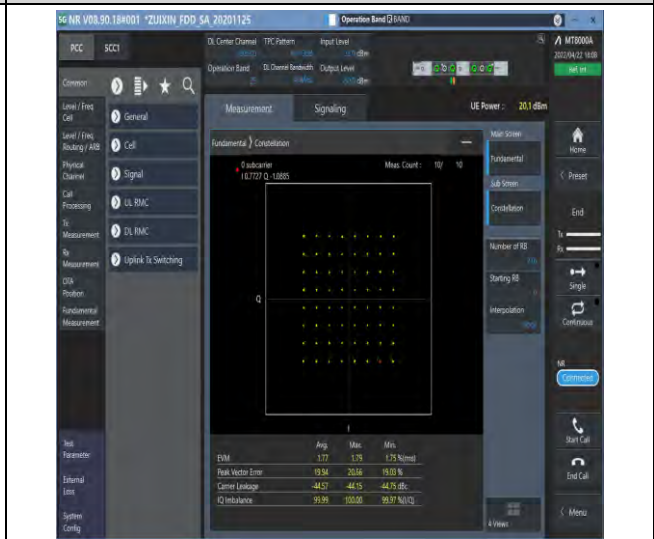 5G NR V08.90.18#001 *ZUIXIN_FDD_SA_20201125
Operation Band BAND
PCC
SCC1
DL Center Channel TPC Pattern Input Level
Operation Band DL Channel Bandwidth Output Level
MT8000A
2022/04/22
Common
Level / Freq.
Cell
Level / Freq.
Routing / ARB
Physical
Channel
Call
Processing
Tx
Measurement
Rx
Measurement
OTA
Position
Fundamental
Measurement
Test
Parameter
External
Loss
System
Config
General
Cell
Signal
UL RMC
DL RMC
Uplink Tx Switching
Measurement
Signaling
UE Power : 20.1 dBm
Fundamental Constellation
0 subcarrier
I 0.7727 Q -1.0885
Meas. Count : 10/ 10
Q
I
Avg. Max. Min.
EVM 1.77 1.79 1.75 %(rms)
Peak Vector Error 19.94 20.56 19.03 %
Carrier Leakage -44.57 -44.15 -44.75 dBc
IQ Imbalance 99.99 100.00 99.97 %(I/Q)
Main Screen
Fundamental
Sub Screen
Constellation
Number of RB
Starting RB
Interpolation
4 Views
Home
Preset
End
Tx
Rx
Single
Continuous
NR
Connected
Start Call
End Call
Menu